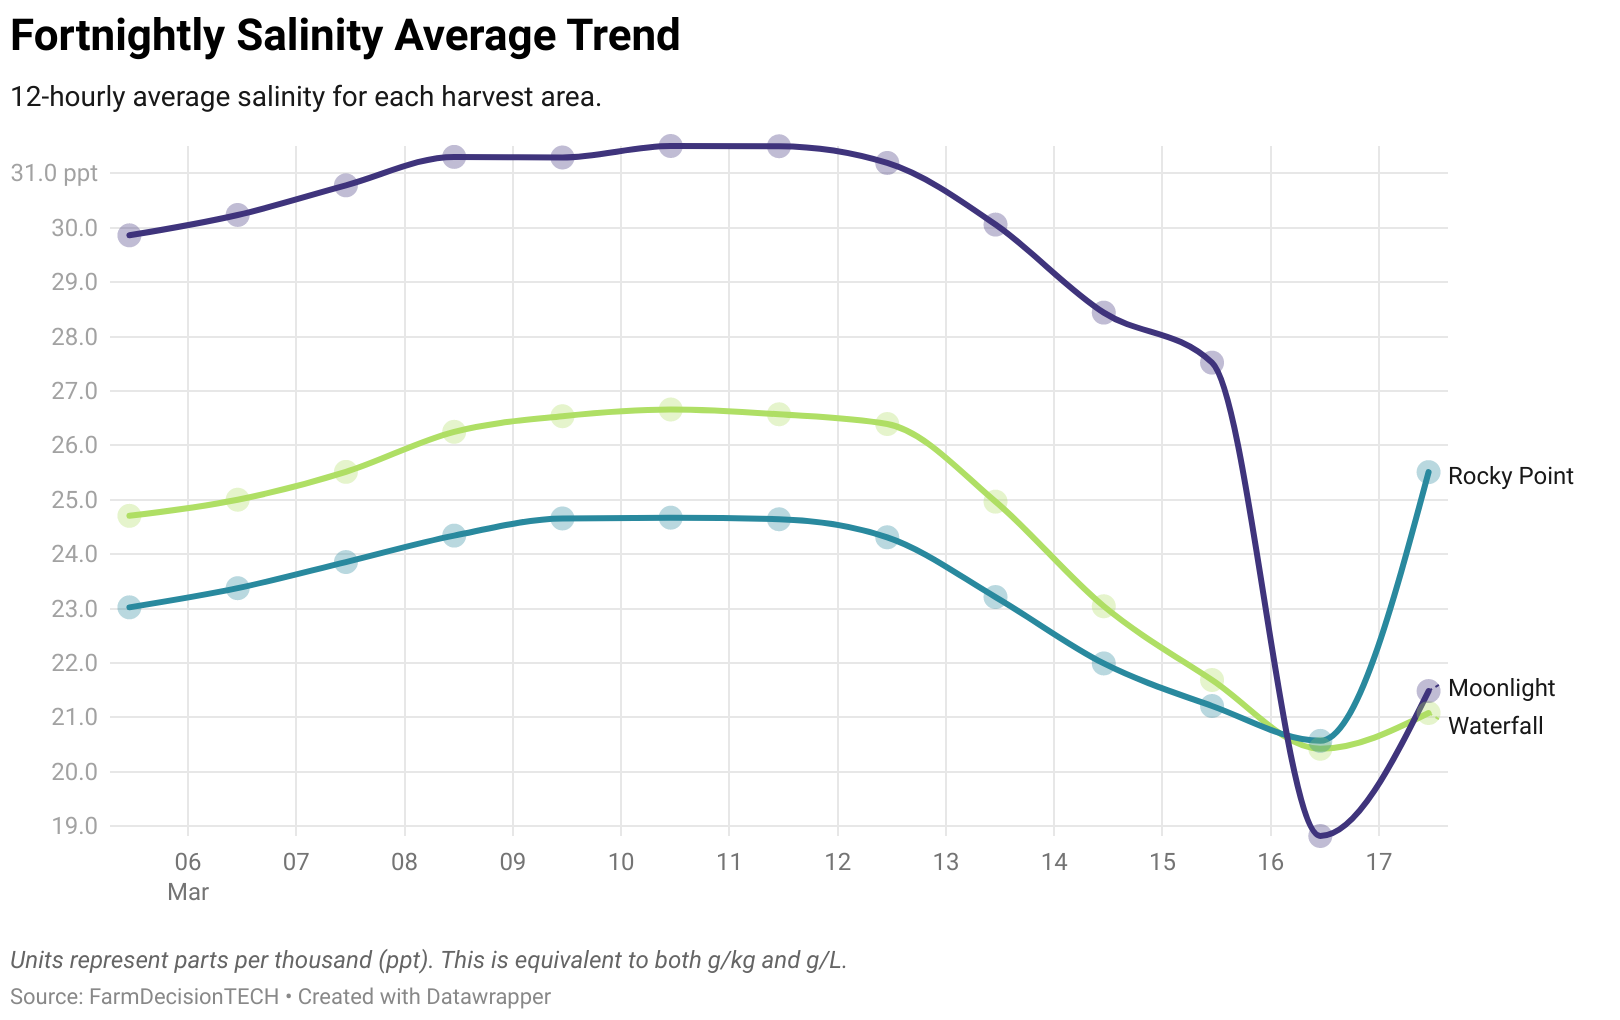 Fortnightly Salinity Average Trend
12-hourly average salinity for each harvest area.
31.0 ppt
30.0
29.0
28.0
27.0
26.0
25.0
24.0
23.0
22.0
21.0
20.0
19.0
Rocky Point
Moonlight
Waterfall
06 07 08 09 10 11 12 13 14 15 16 17
Mar
Units represent parts per thousand (ppt). This is equivalent to both g/kg and g/L.
Source: FarmDecisionTECH • Created with Datawrapper